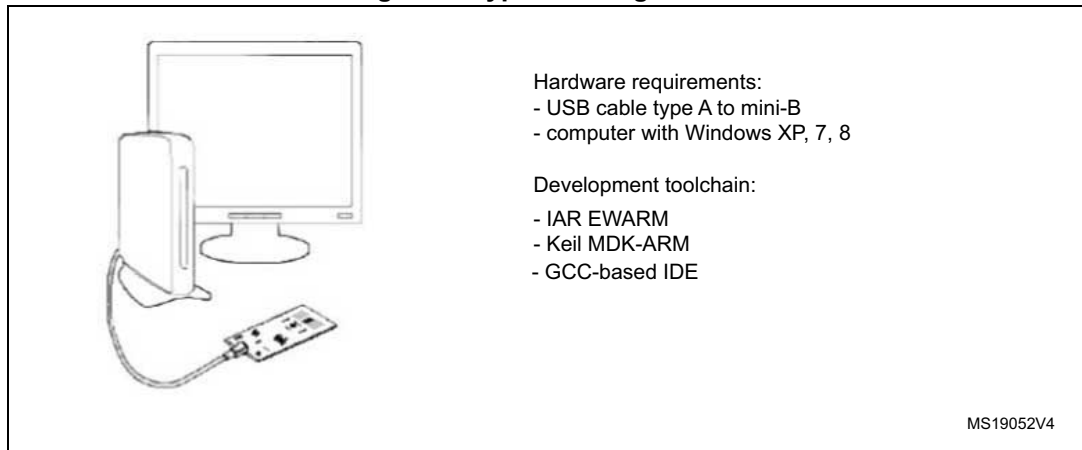 Hardware requirements:
- USB cable type A to mini-B
- computer with Windows XP, 7, 8
Development toolchain:
- IAR EWARM
- Keil MDK-ARM
- GCC-based IDE
MS19052V4